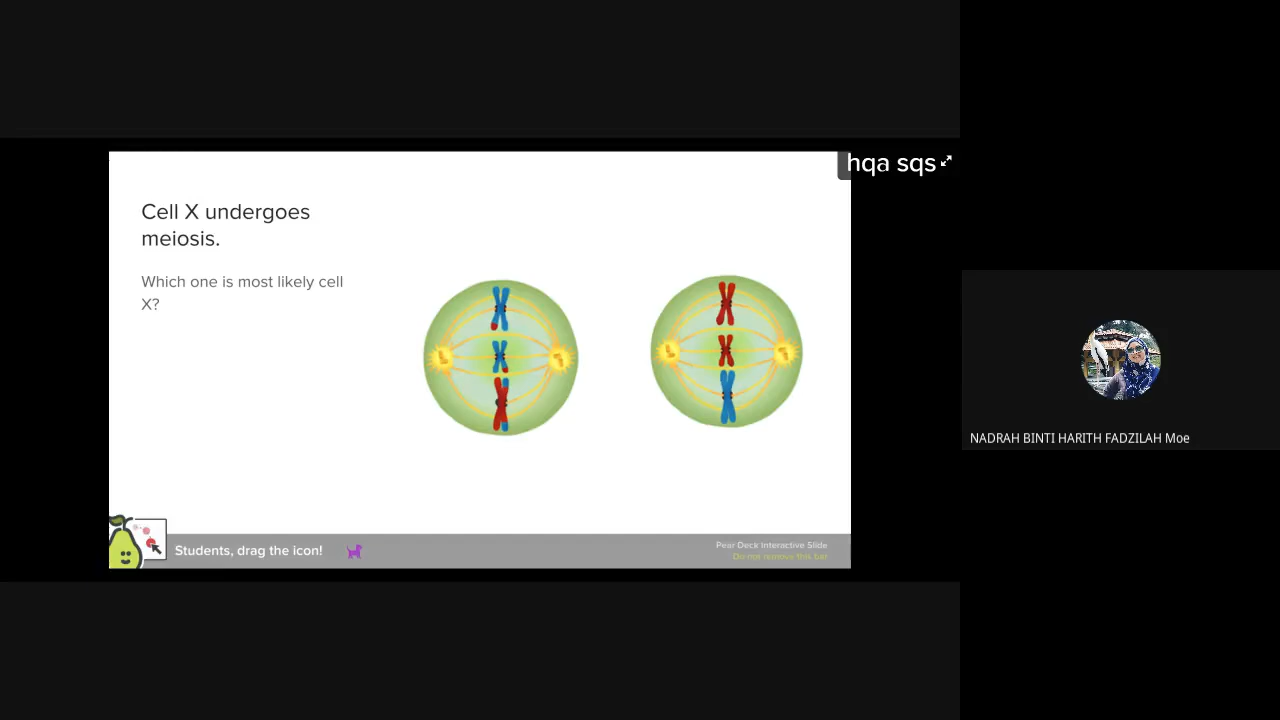 hqa sqs
Cell X undergoes
meiosis.
Which one is most likely cell
X?
NADRAH BINTI HARITH FADZILAH Moe
Students, drag the icon!
Pear Deck Interactive Slide
Do not remove this bar